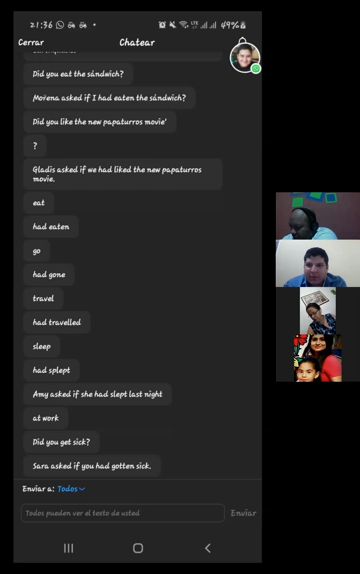 21:36
LTE
49%
Cerrar
Chatear
Did you eat the sándwich?
Morena asked if I had eaten the sándwich?
Did you like the new papaturros movie'
?
Gladis asked if we had liked the new papaturros
movie.
eat
had eaten
go
had gone
travel
had travelled
sleep
had splept
Amy asked if she had slept last night
at work
Did you get sick?
Sara asked if you had gotten sick.
Enviar a: Todos
Todos pueden ver el texto de usted
Enviar